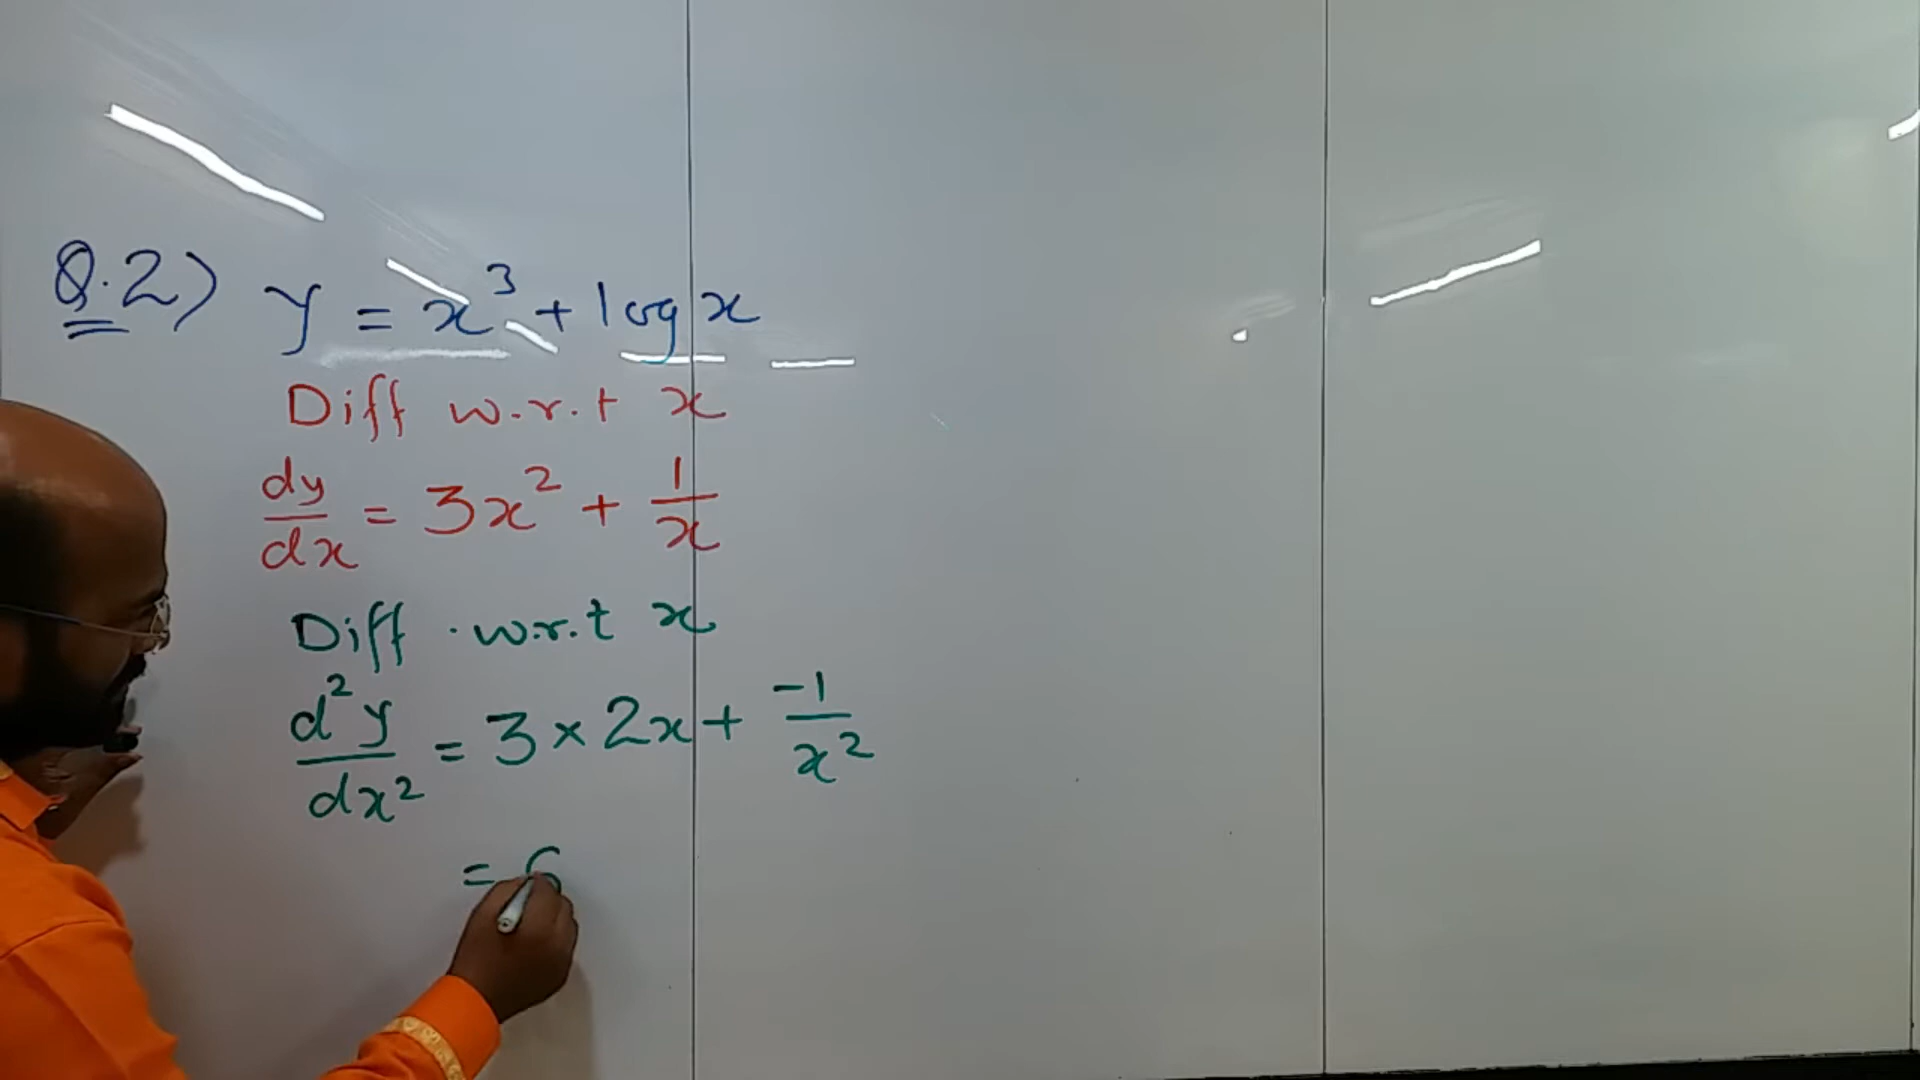 Q.2) y = x³ + log x
Diff w.r.t x
dy/dx = 3x² + 1/x
Diff . w.r.t x
d²y/dx² = 3 × 2x + -1/x²
= 6